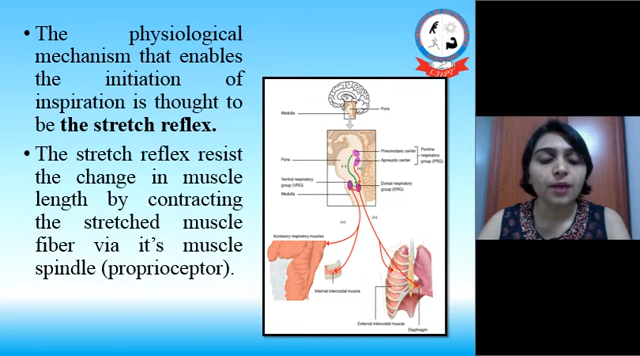 • The physiological
mechanism that enables
the initiation of
inspiration is thought to
be the stretch reflex.
• The stretch reflex resist
the change in muscle
length by contracting
the stretched muscle
fiber via it's muscle
spindle (proprioceptor).
Medulla
Pons
Pons
Pneumotaxic center
Apneustic center
Pontine
respiratory
group (PRG)
(-)
(+)
Ventral respiratory
group (VRG)
Medulla
Dorsal respiratory
group (DRG)
(+)
(+)
Accessory respiratory muscles
Internal intercostal muscle
External intercostal muscle
Diaphragm